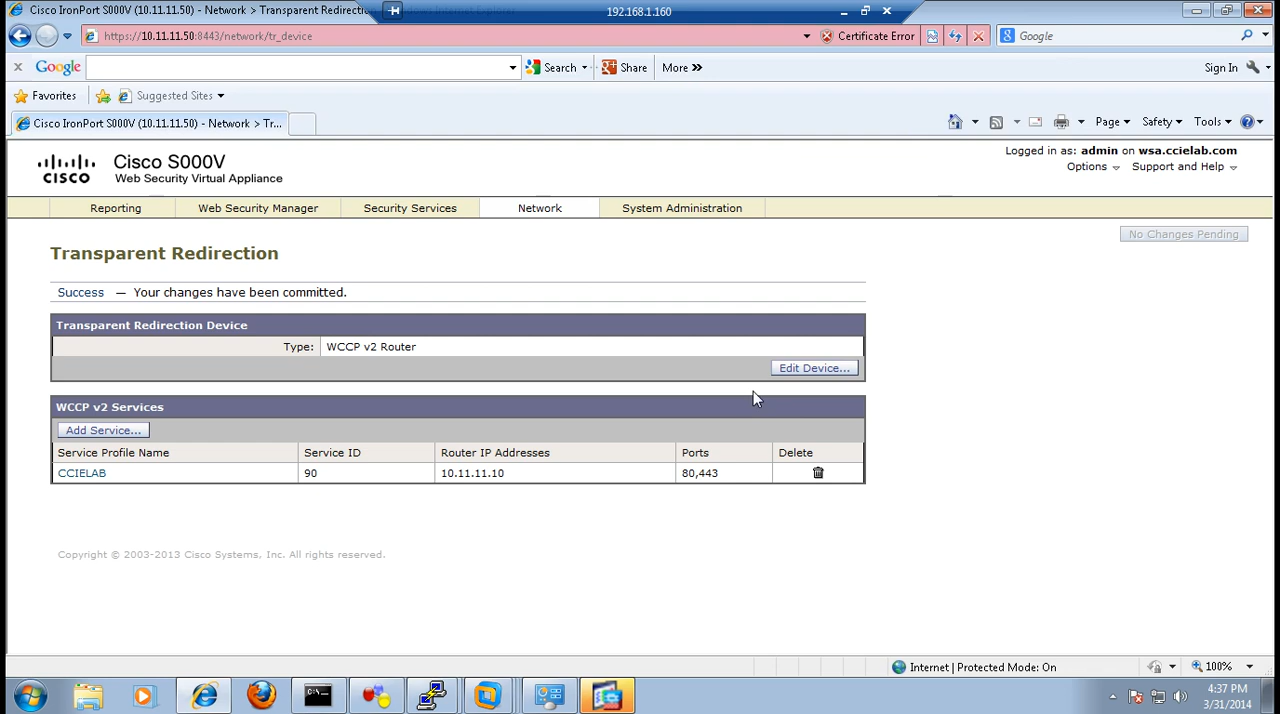 Cisco IronPort S000V (10.11.11.50) - Network > Transparent Redirection
192.168.1.160
https://10.11.11.50:8443/network/tr_device
Certificate Error
Google
Google
Search
Share
More »
Sign In
Favorites
Suggested Sites
Cisco IronPort S000V (10.11.11.50) - Network > Tr...
Page
Safety
Tools
CISCO
Cisco S000V
Web Security Virtual Appliance
Logged in as: admin on wsa.ccielab.com
Options
Support and Help
Reporting
Web Security Manager
Security Services
Network
System Administration
No Changes Pending
Transparent Redirection
Success — Your changes have been committed.
Transparent Redirection Device
Type: WCCP v2 Router
Edit Device...
WCCP v2 Services
Add Service...
Service Profile Name Service ID Router IP Addresses Ports Delete
CCIELAB 90 10.11.11.10 80,443
Copyright © 2003-2013 Cisco Systems, Inc. All rights reserved.
Internet | Protected Mode: On
100%
4:37 PM
3/31/2014